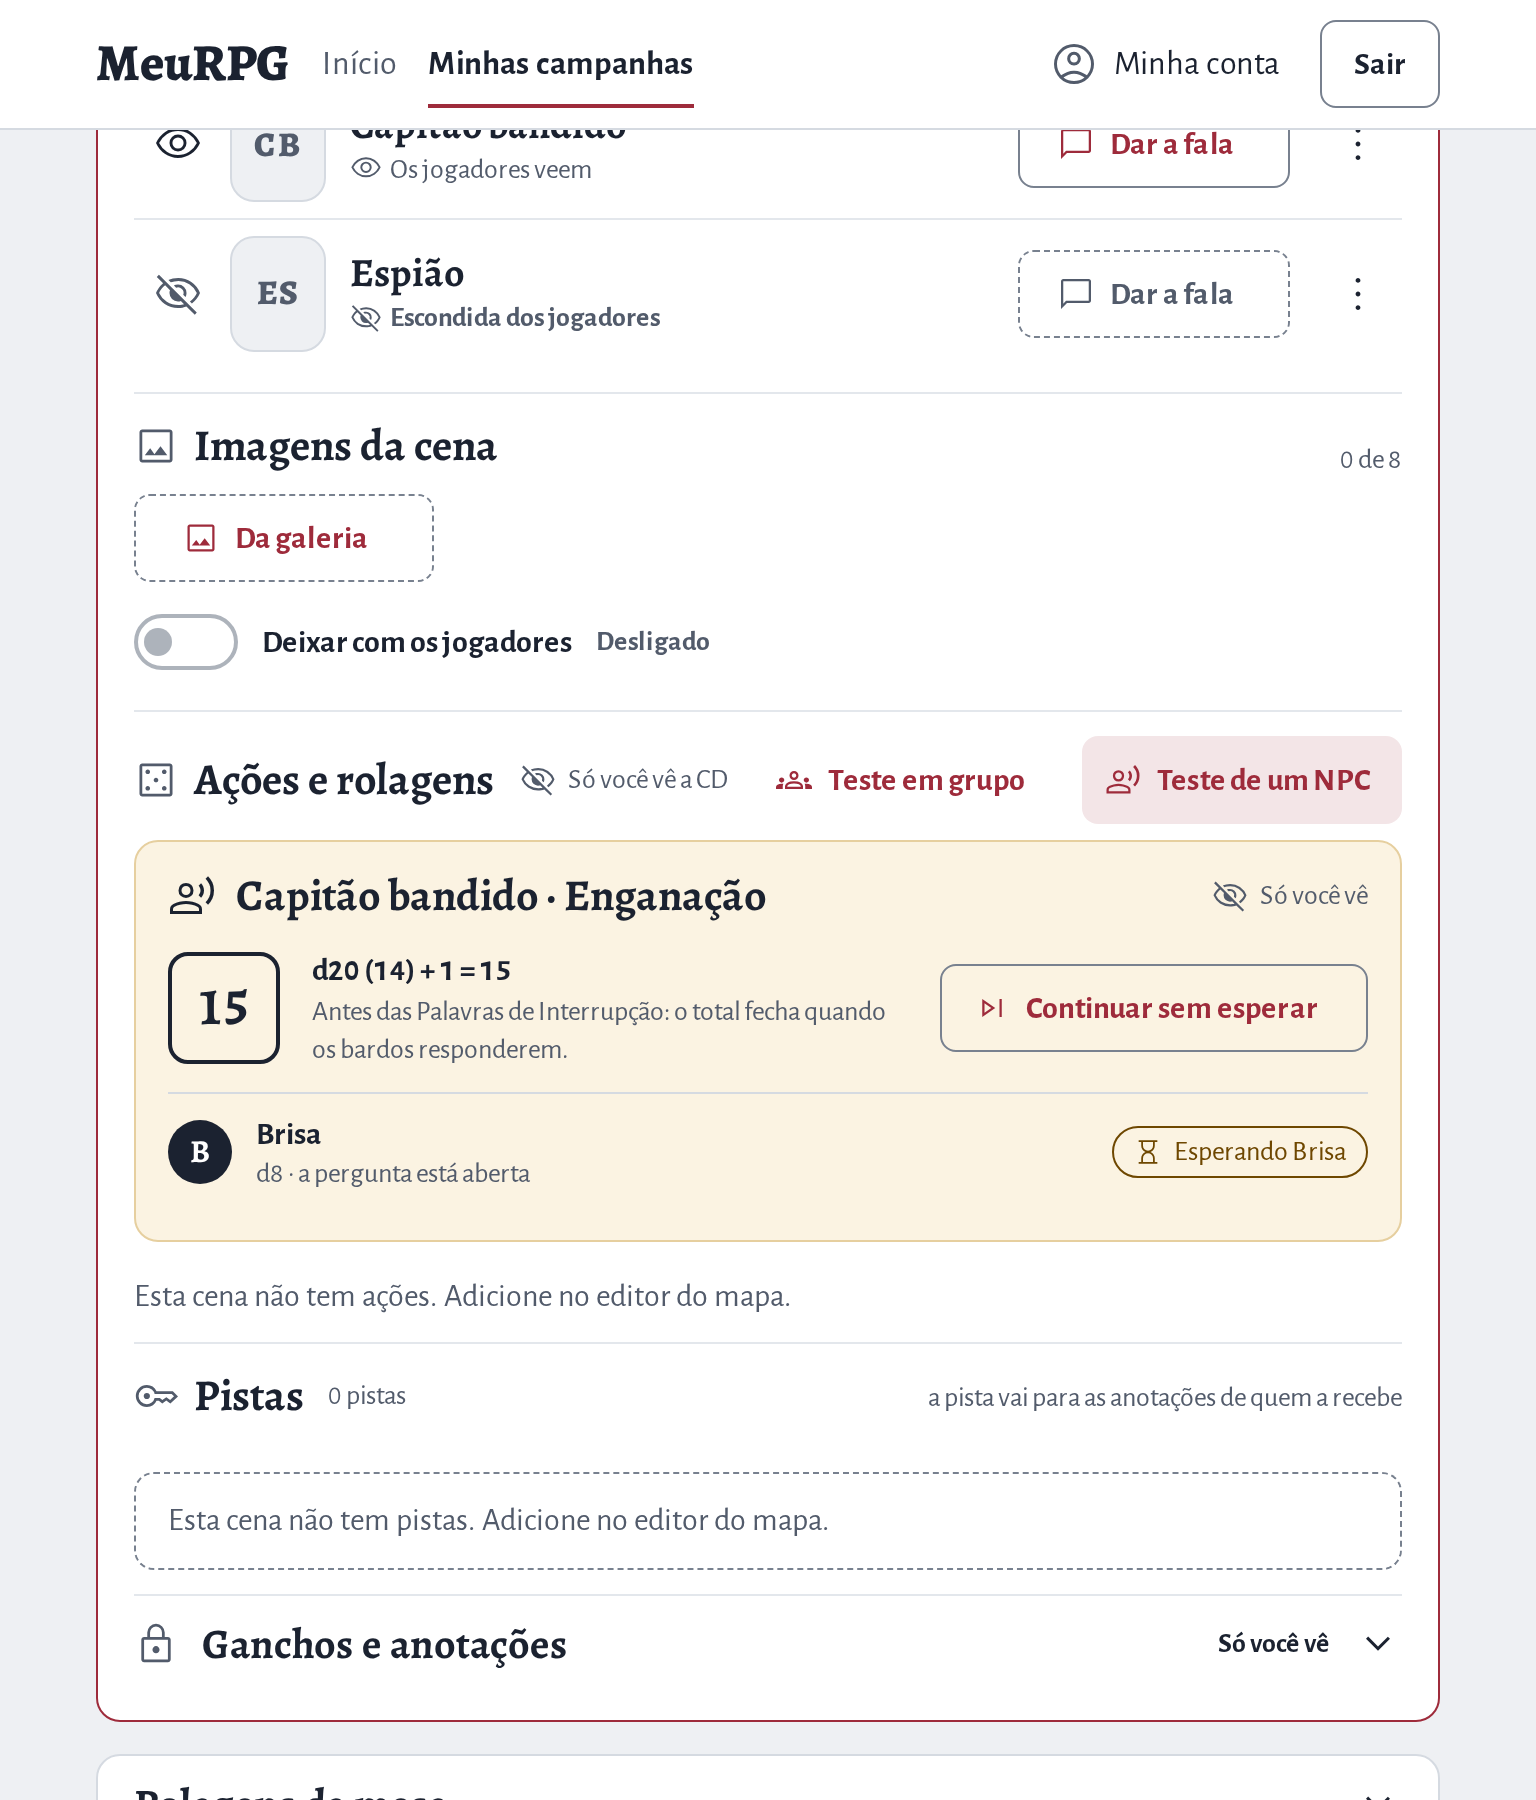 MeuRPG Início Minhas campanhas Minha conta Sair
CB Capitão bandido Dar a fala
Os jogadores veem
ES Espião Dar a fala
Escondida dos jogadores
Imagens da cena 0 de 8
Da galeria
Deixar com os jogadores Desligado
Ações e rolagens Só você vê a CD Teste em grupo Teste de um NPC
Capitão bandido · Enganação Só você vê
15 d20 (14) + 1 = 15 Continuar sem esperar
Antes das Palavras de Interrupção: o total fecha quando
os bardos responderem.
B Brisa Esperando Brisa
d8 · a pergunta está aberta
Esta cena não tem ações. Adicione no editor do mapa.
Pistas 0 pistas a pista vai para as anotações de quem a recebe
Esta cena não tem pistas. Adicione no editor do mapa.
Ganchos e anotações Só você vê